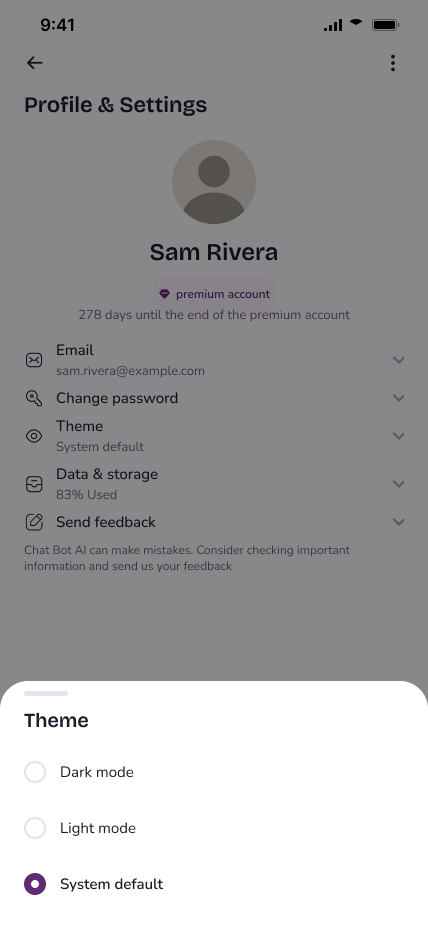 9:41
Profile & Settings
Sam Rivera
premium account
278 days until the end of the premium account
Email
sam.rivera@example.com
Change password
Theme
System default
Data & storage
83% Used
Send feedback
Chat Bot AI can make mistakes. Consider checking important
information and send us your feedback
Theme
Dark mode
Light mode
System default